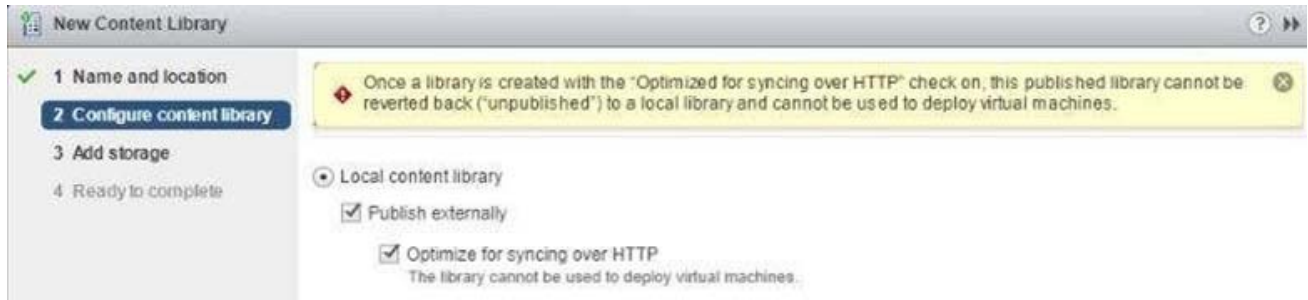 New Content Library
1 Name and location
2 Configure content library
3 Add storage
4 Ready to complete
Once a library is created with the "Optimized for syncing over HTTP" check on, this published library cannot be
reverted back ("unpublished") to a local library and cannot be used to deploy virtual machines.
Local content library
Publish externally
Optimize for syncing over HTTP
The library cannot be used to deploy virtual machines.